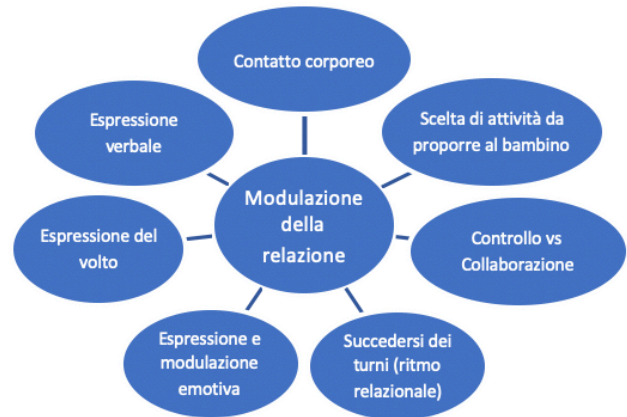 Contatto corporeo
Espressione
verbale
Scelta di attività da
proporre al bambino
Modulazione
della
relazione
Espressione del
volto
Controllo vs
Collaborazione
Espressione e
modulazione
emotiva
Succedersi dei
turni (ritmo
relazionale)